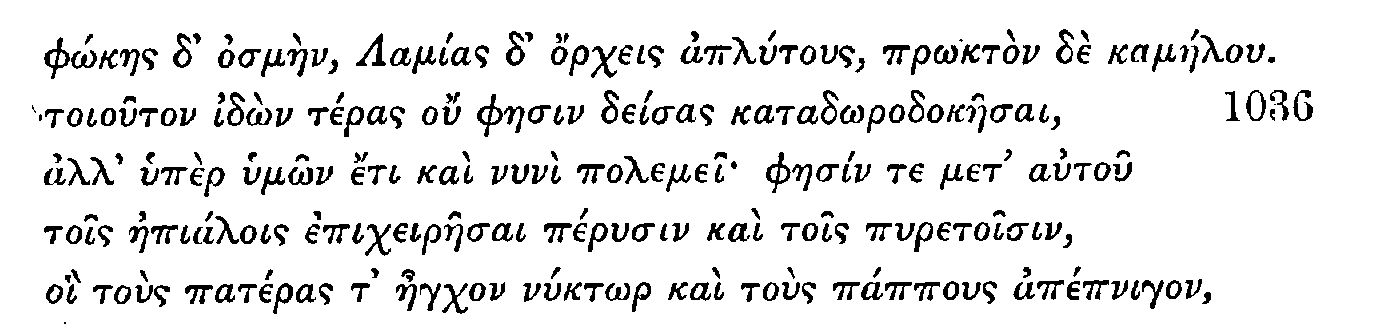 φώκης δ’ ὀσμὴν, Λαμίας δ’ ὄρχεις ἀπλύτους, πρωκτὸν δὲ καμήλου.
τοιοῦτον ἰδὼν τέρας οὔ φησιν δείσας καταδωροδοκῆσαι, 1036
ἀλλ’ ὑπὲρ ὑμῶν ἔτι καὶ νυνὶ πολεμεῖ· φησίν τε μετ’ αὐτοῦ
τοῖς ἠπιάλοις ἐπιχειρῆσαι πέρυσιν καὶ τοῖς πυρετοῖσιν,
οἳ τοὺς πατέρας τ’ ἦγχον νύκτωρ καὶ τοὺς πάππους ἀπέπνιγον,